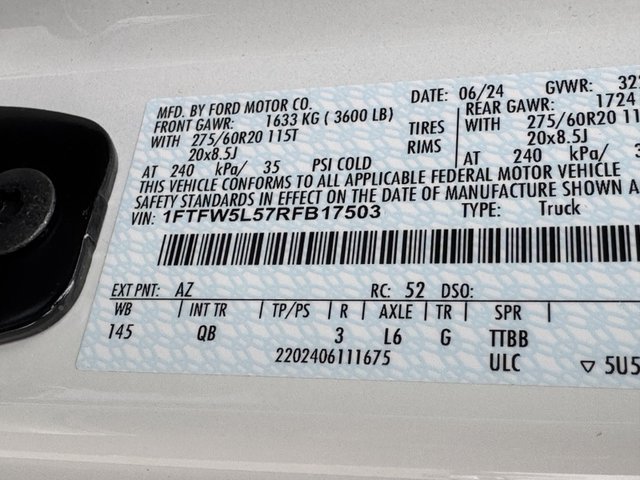 MFD. BY FORD MOTOR CO.
DATE: 06/24 GVWR:
FRONT GAWR: 1633 KG ( 3600 LB)
REAR GAWR: 1724
WITH 275/60R20 115T TIRES WITH 275/60R20
20x8.5J RIMS 20x8.5J
AT 240 kPa/ 35 PSI COLD AT 240 kPa/
THIS VEHICLE CONFORMS TO ALL APPLICABLE FEDERAL MOTOR VEHICLE
SAFETY STANDARDS IN EFFECT ON THE DATE OF MANUFACTURE SHOWN
VIN: 1FTFW5L57RFB17503 TYPE: Truck
EXT PNT: AZ RC: 52 DSO:
WB | INT TR | TP/PS | R | AXLE | TR | SPR |
145 QB 3 L6 G TTBB
2202406111675 ULC ▽ 5U5